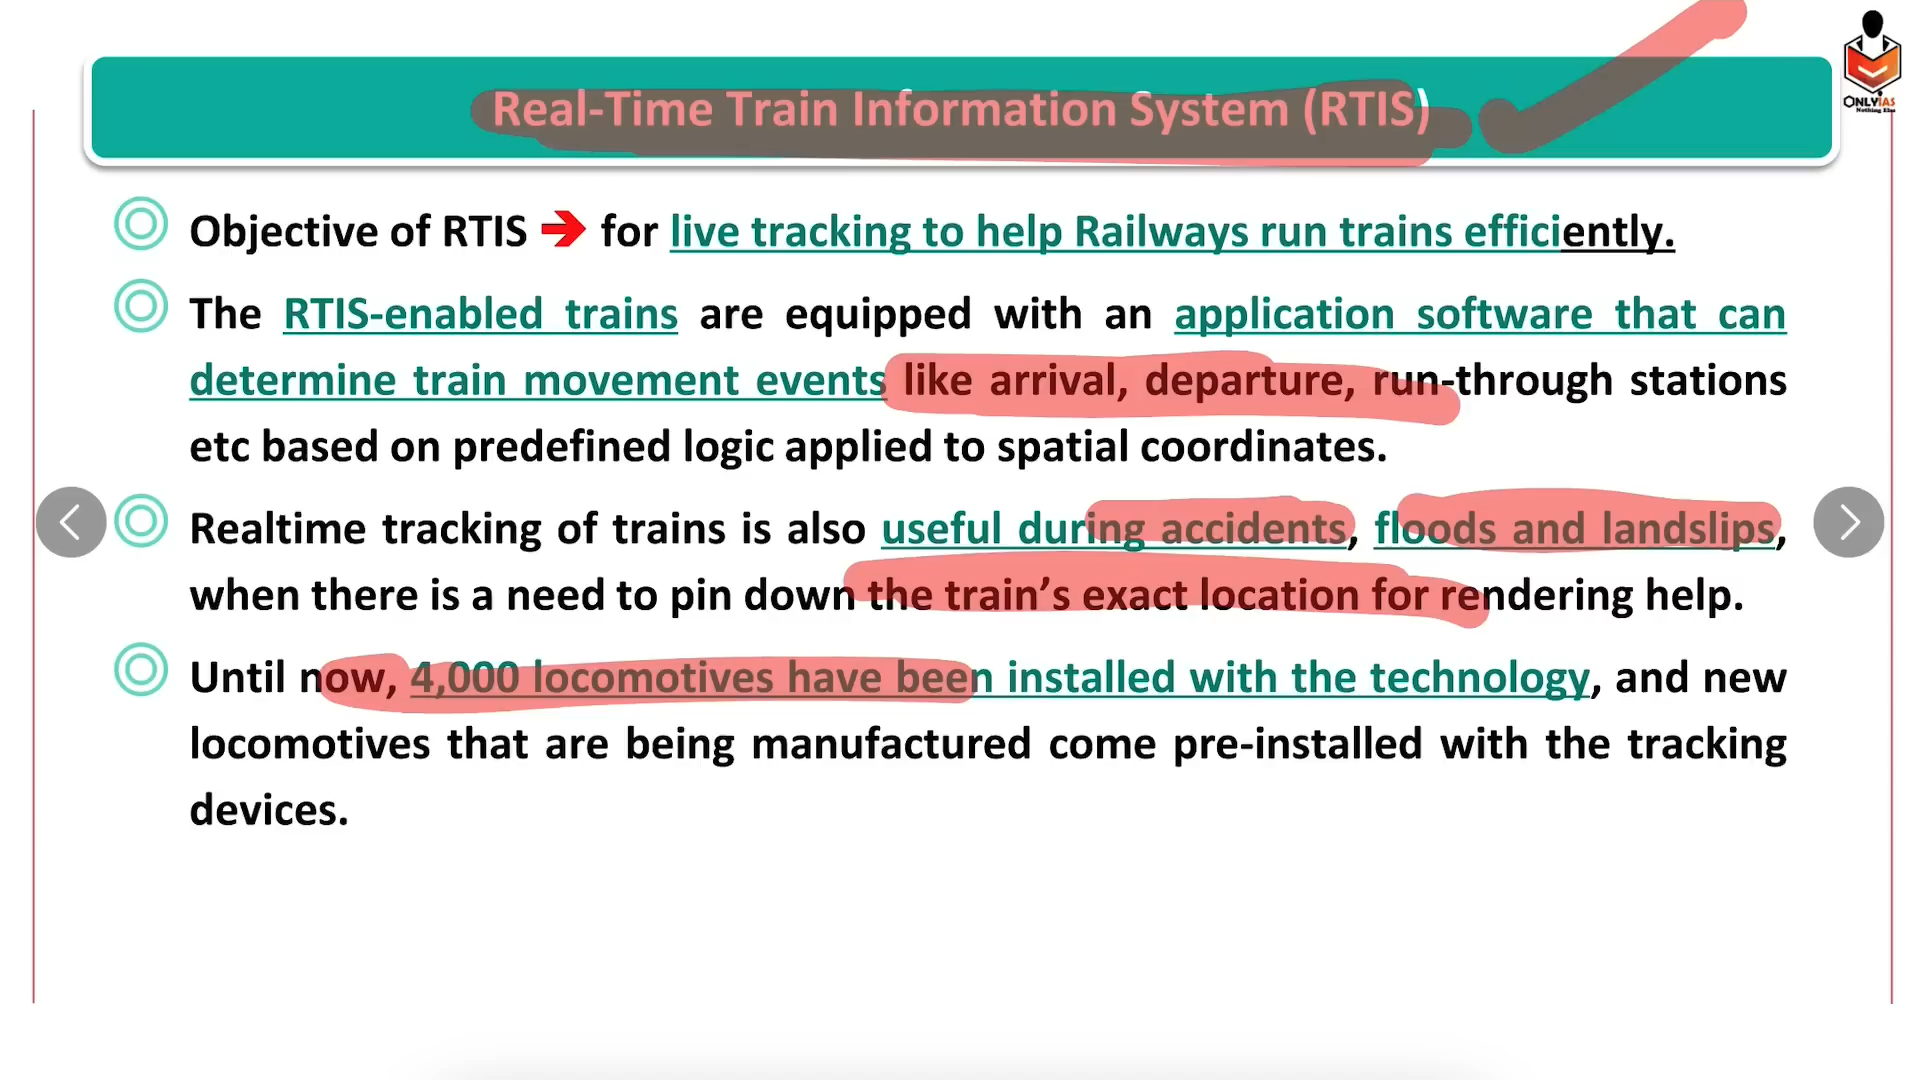 Real-Time Train Information System (RTIS)
ONLYIAS
Nothing Else
Objective of RTIS → for live tracking to help Railways run trains efficiently.
The RTIS-enabled trains are equipped with an application software that can
determine train movement events like arrival, departure, run-through stations
etc based on predefined logic applied to spatial coordinates.
Realtime tracking of trains is also useful during accidents, floods and landslips,
when there is a need to pin down the train’s exact location for rendering help.
Until now, 4,000 locomotives have been installed with the technology, and new
locomotives that are being manufactured come pre-installed with the tracking
devices.